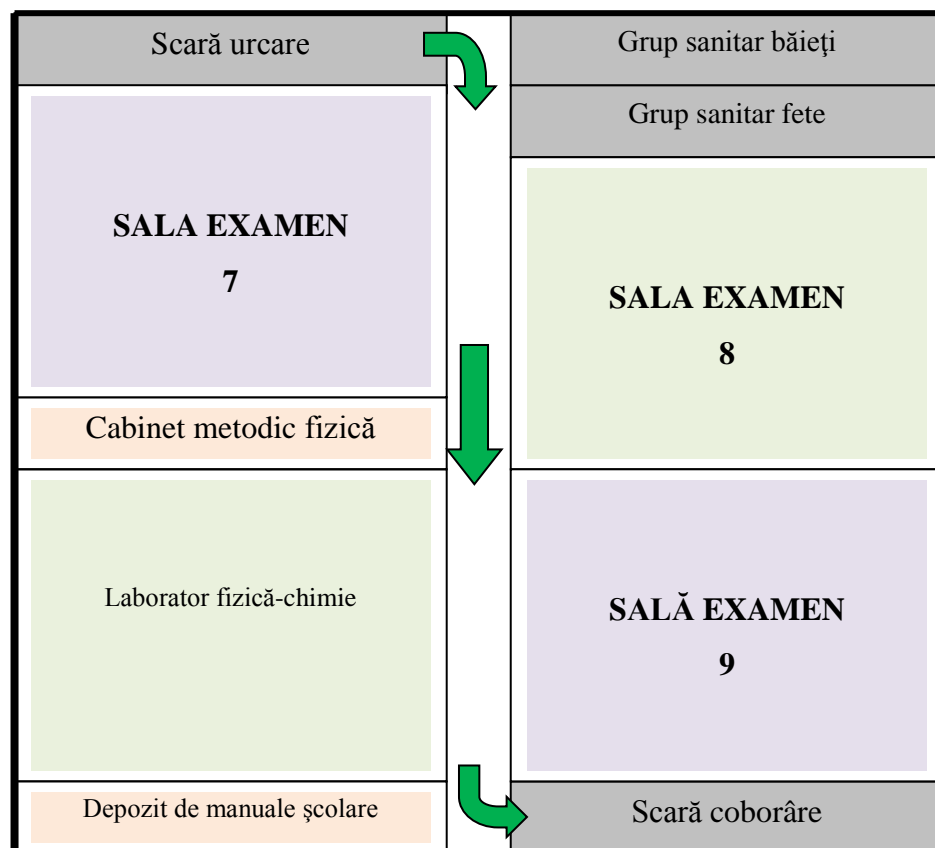 Scară urcare
Grup sanitar băieţi
Grup sanitar fete
SALA EXAMEN
7
SALA EXAMEN
8
Cabinet metodic fizică
Laborator fizică-chimie
SALĂ EXAMEN
9
Depozit de manuale şcolare
Scară coborâre